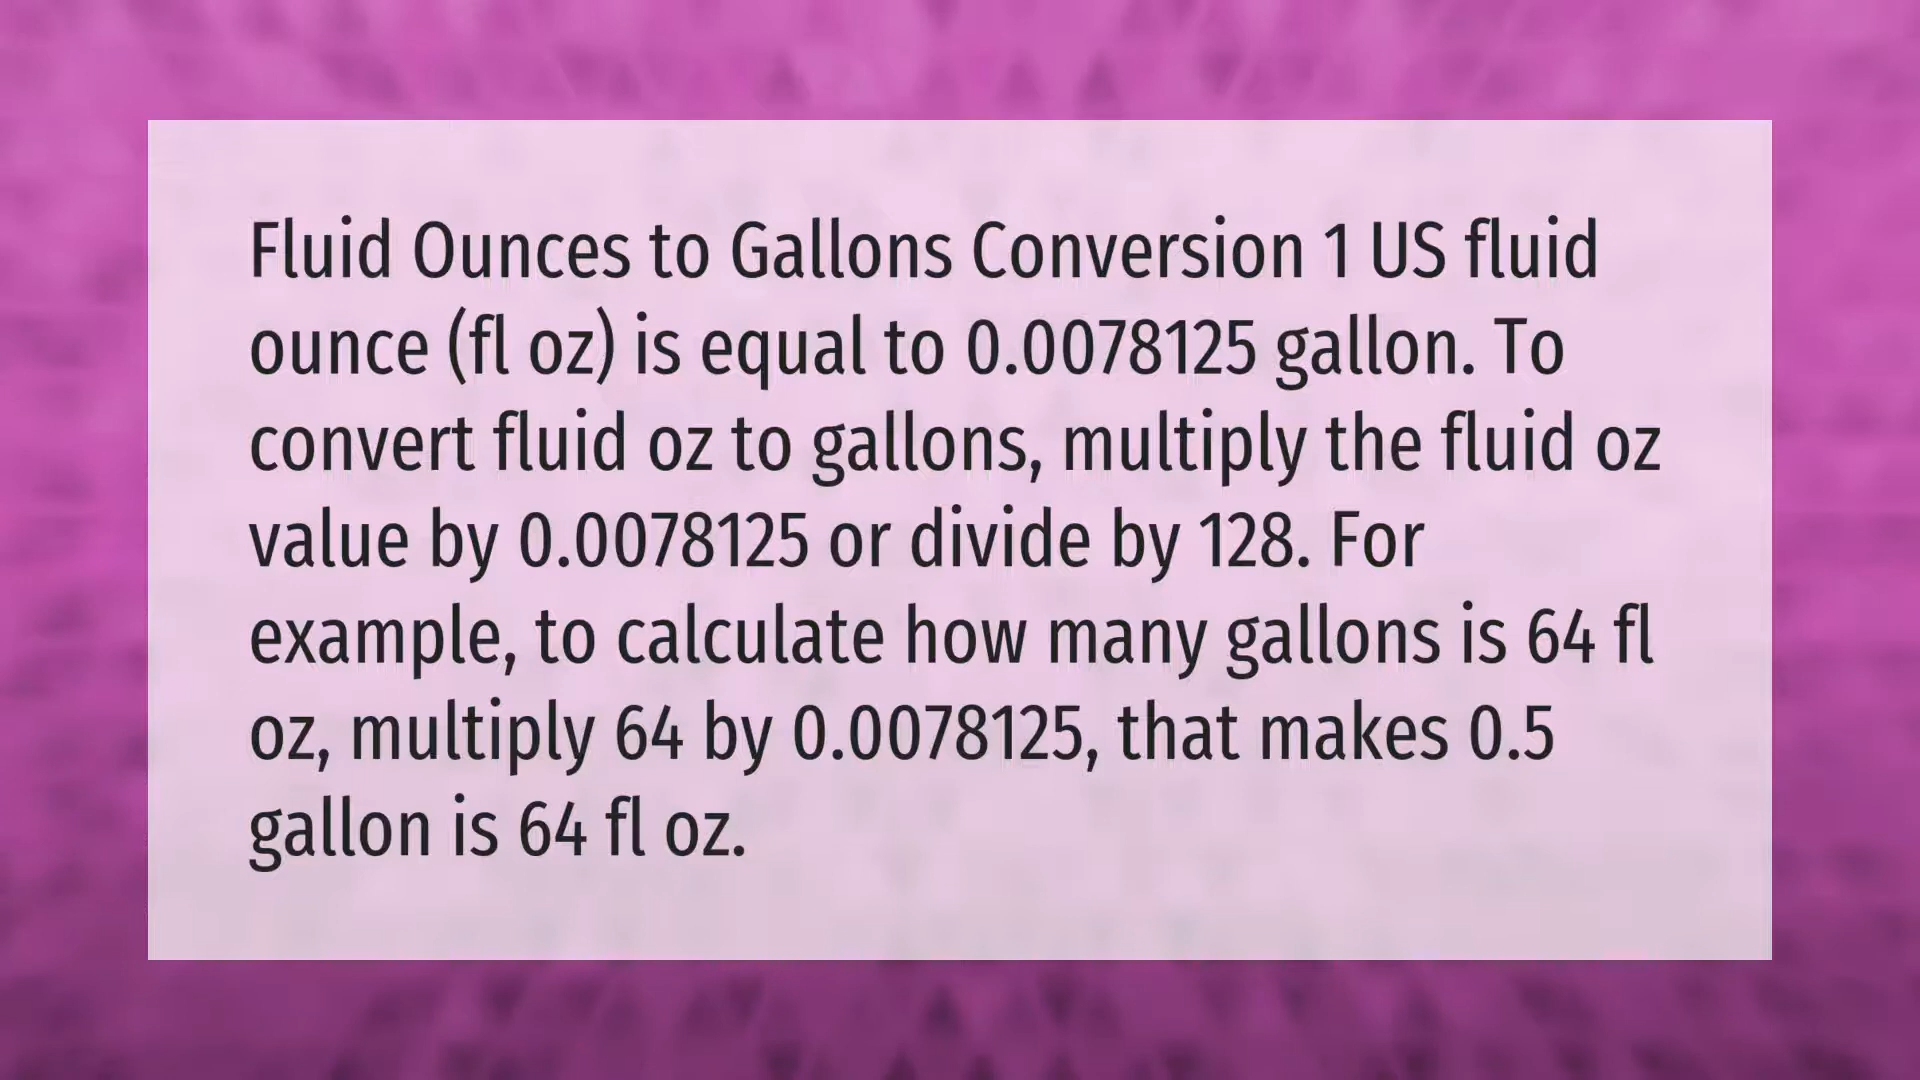 Fluid Ounces to Gallons Conversion 1 US fluid
ounce (fl oz) is equal to 0.0078125 gallon. To
convert fluid oz to gallons, multiply the fluid oz
value by 0.0078125 or divide by 128. For
example, to calculate how many gallons is 64 fl
oz, multiply 64 by 0.0078125, that makes 0.5
gallon is 64 fl oz.